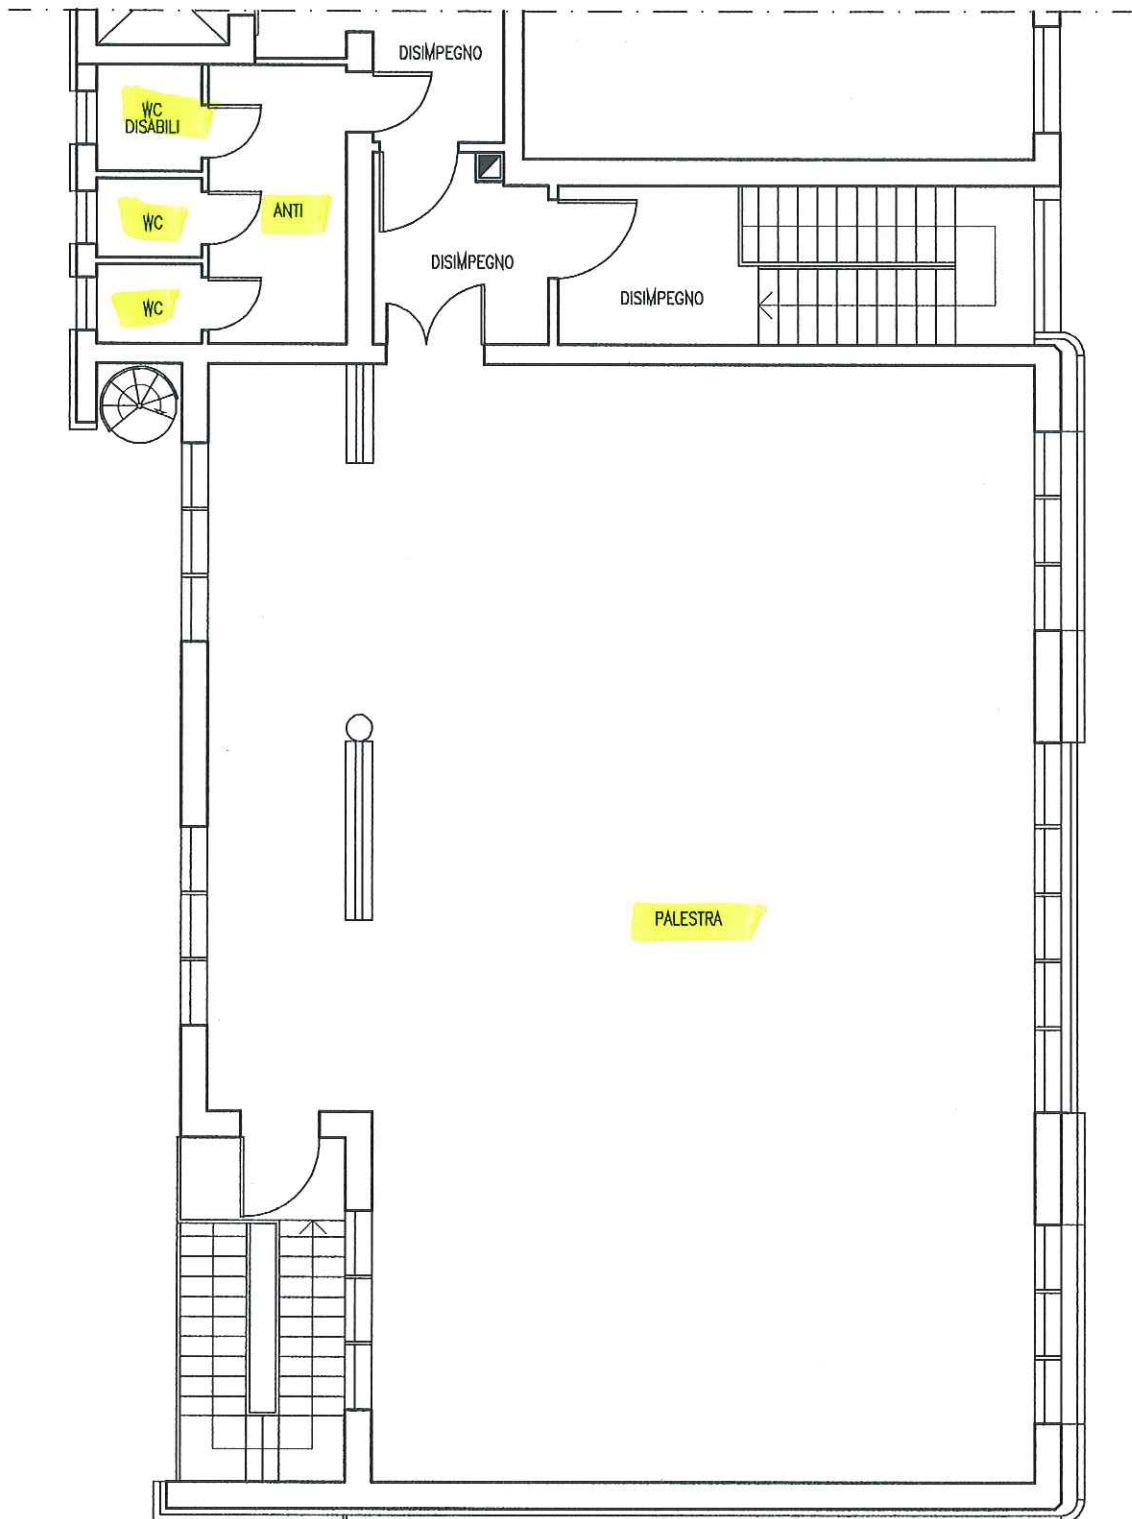 DISIMPEGNO
WC
DISABILI
WC
ANTI
DISIMPEGNO
DISIMPEGNO
WC
PALESTRA